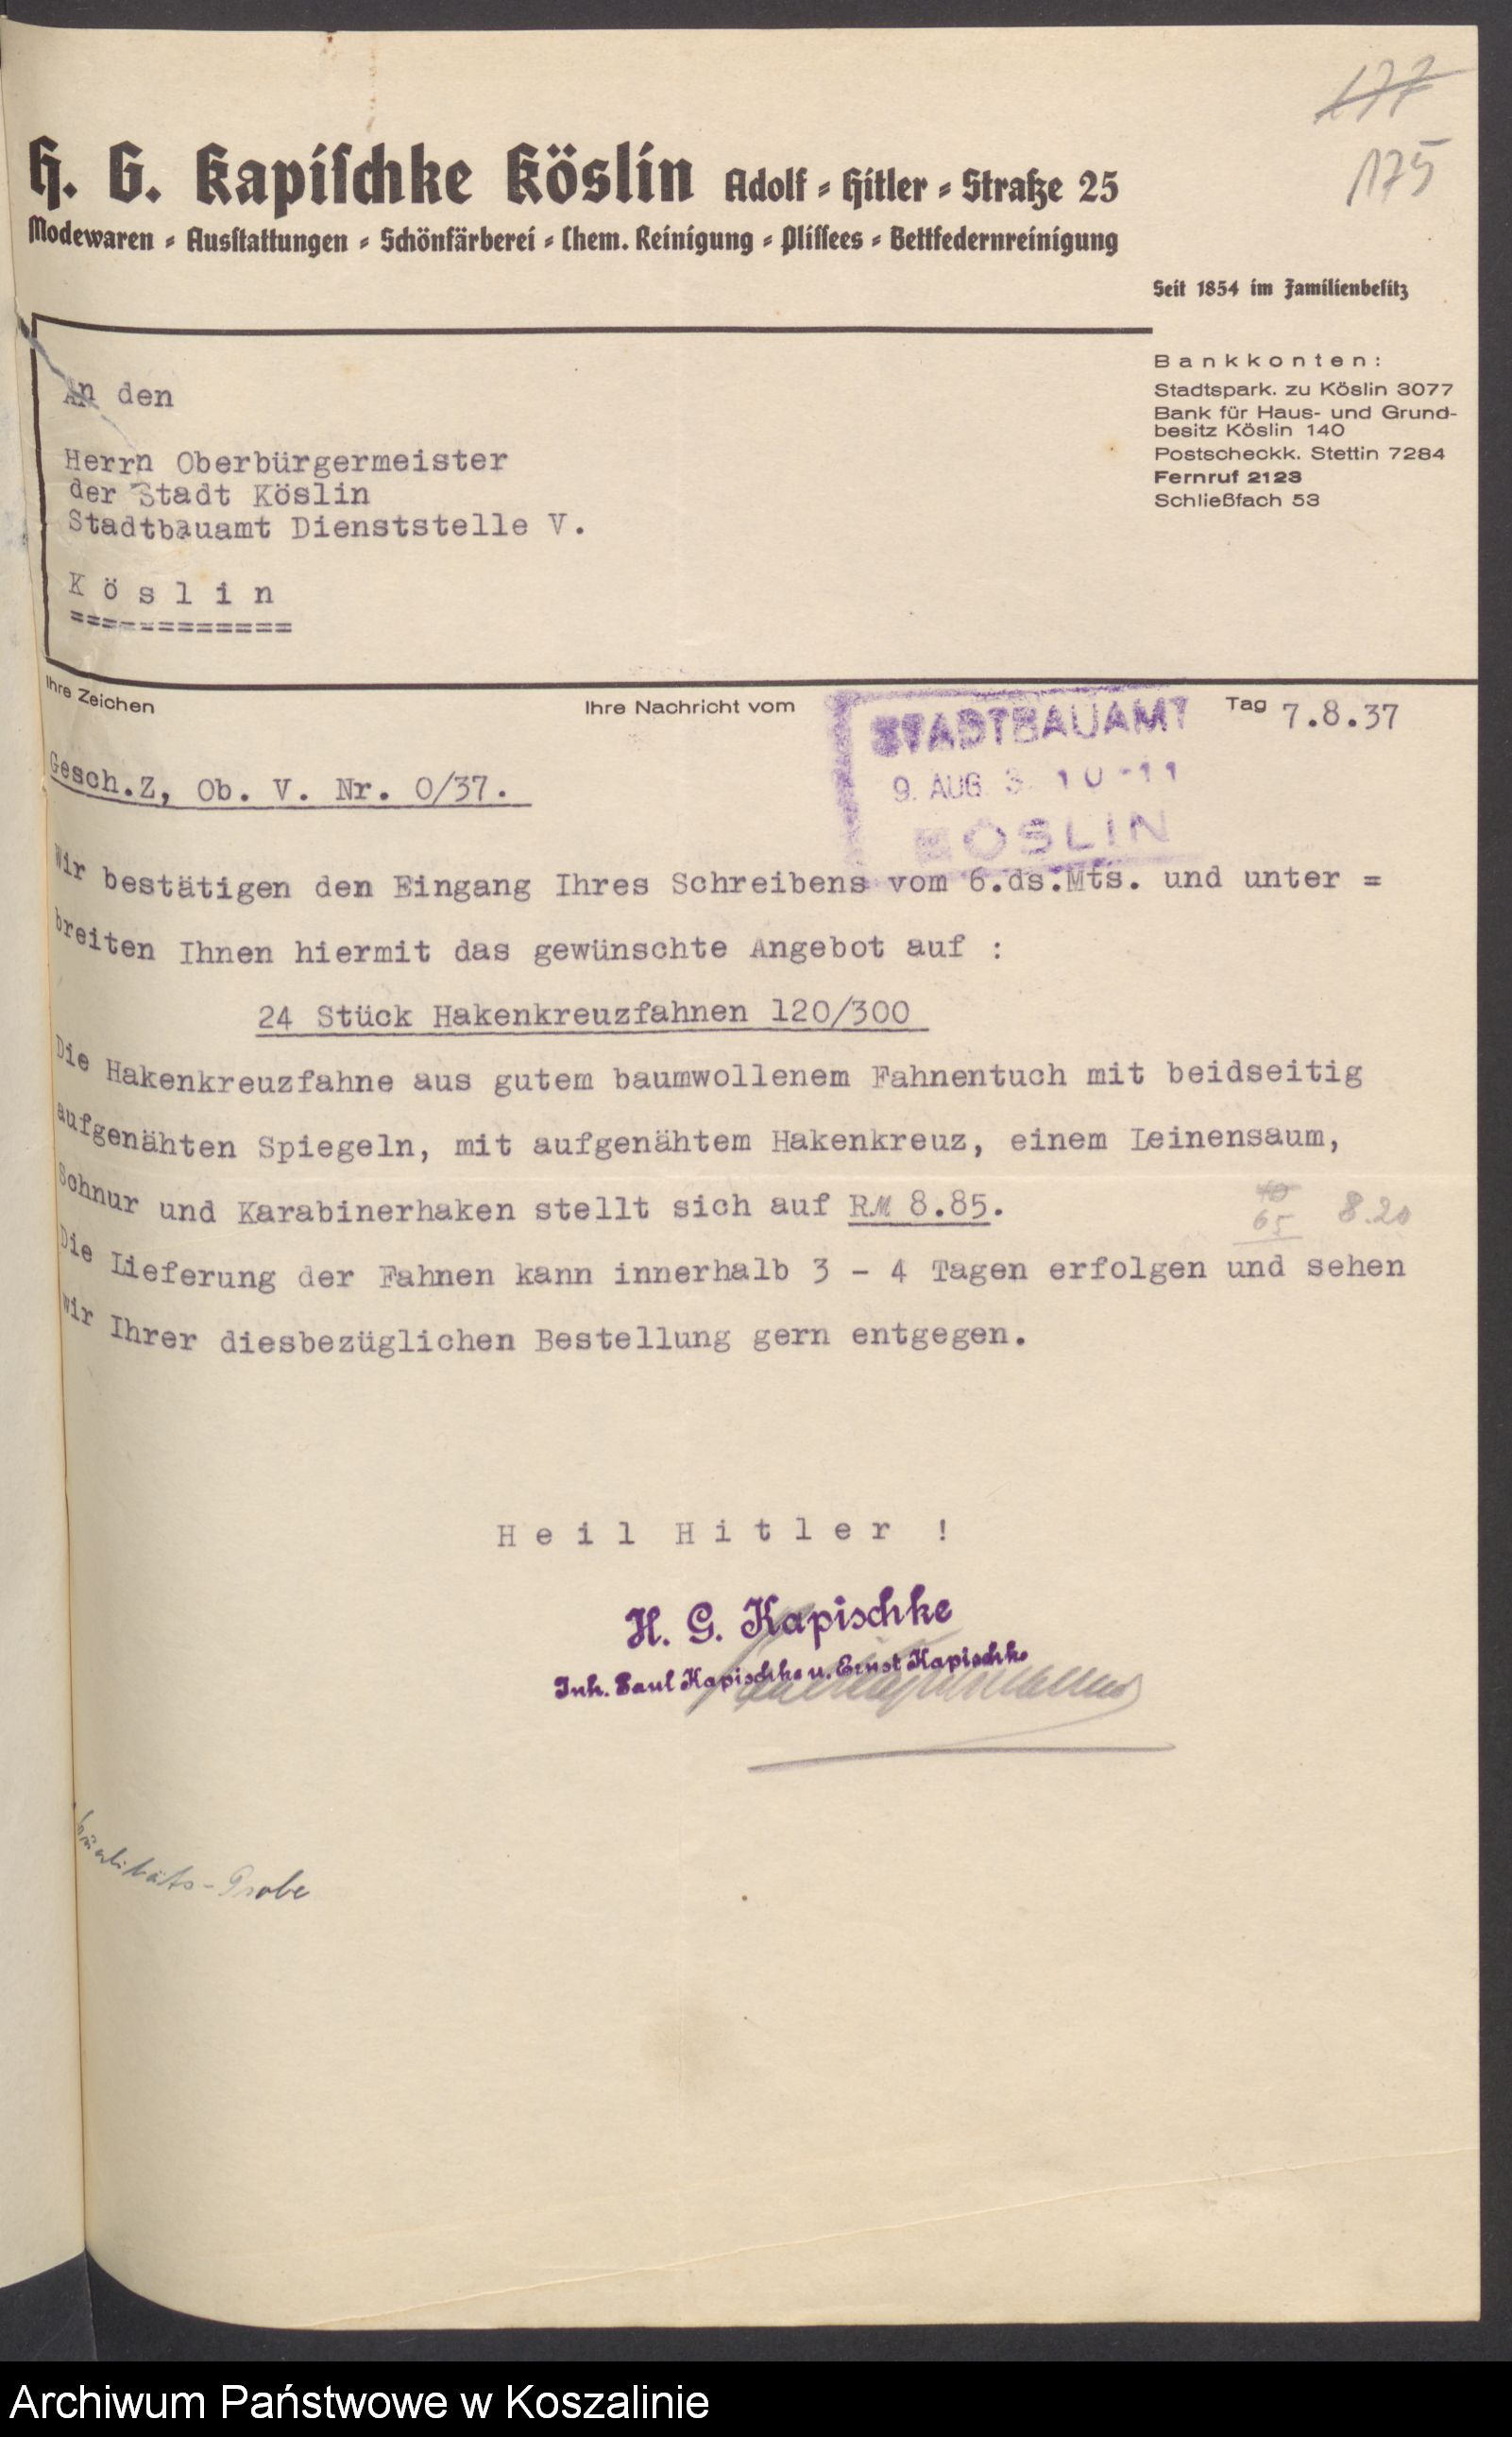 177
175
H. G. Kapiſchke Köslin Adolf - Hitler - Straße 25
Modewaren - Ausſtattungen - Schönfärberei - Chem. Reinigung - Pliſſees - Bettfedernreinigung
Seit 1854 im Familienbeſitz
An den
Herrn Oberbürgermeister
der Stadt Köslin
Stadtbauamt Dienststelle V.
K ö s l i n
============
Bankkonten:
Stadtspark. zu Köslin 3077
Bank für Haus- und Grund-
besitz Köslin 140
Postscheckk. Stettin 7284
Fernruf 2123
Schließfach 53
Ihre Zeichen Ihre Nachricht vom Tag 7.8.37
STADTBAUAMT
9. AUG. 3 10-11
KÖSLIN
Gesch.Z, Ob. V. Nr. 0/37.
Wir bestätigen den Eingang Ihres Schreibens vom 6.ds.Mts. und unter =
breiten Ihnen hiermit das gewünschte Angebot auf :
24 Stück Hakenkreuzfahnen 120/300
Die Hakenkreuzfahne aus gutem baumwollenem Fahnentuch mit beidseitig
aufgenähten Spiegeln, mit aufgenähtem Hakenkreuz, einem Leinensaum,
Schnur und Karabinerhaken stellt sich auf RM 8.85.
65 8.20
Die Lieferung der Fahnen kann innerhalb 3 - 4 Tagen erfolgen und sehen
wir Ihrer diesbezüglichen Bestellung gern entgegen.
H e i l H i t l e r !
H. G. Kapischke
Inh. Paul Kapischke u. Ernst Kapischke
Qualitäts-Probe
Archiwum Państwowe w Koszalinie